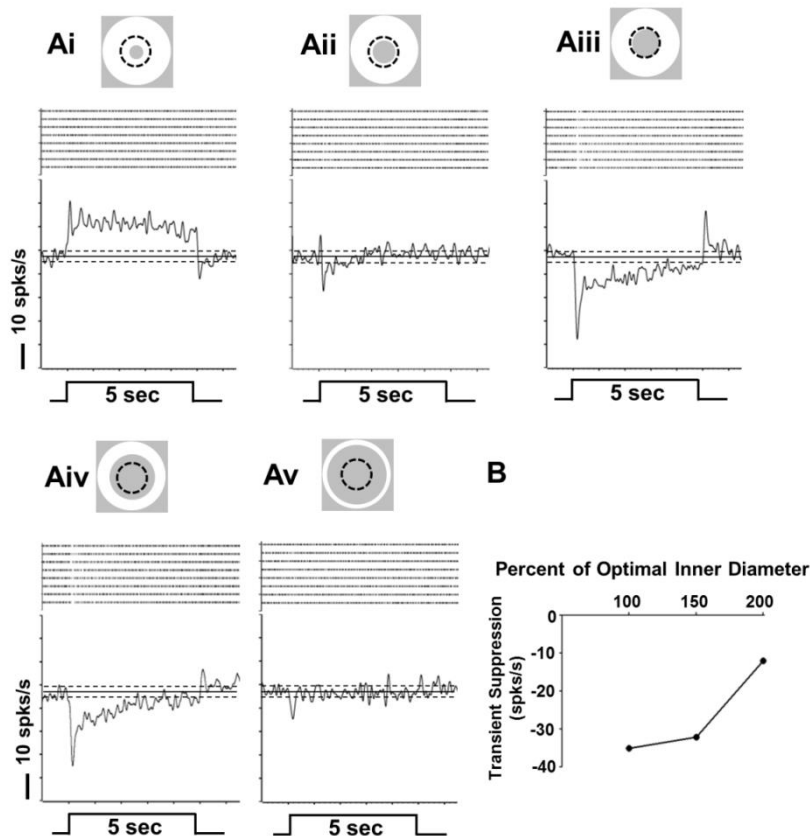 Ai
Aii
Aiii
10 spks/s
5 sec
5 sec
5 sec
Aiv
Av
B
10 spks/s
5 sec
5 sec
Percent of Optimal Inner Diameter
100 150 200
0
-10
-20
-30
-40
Transient Suppression
(spks/s)